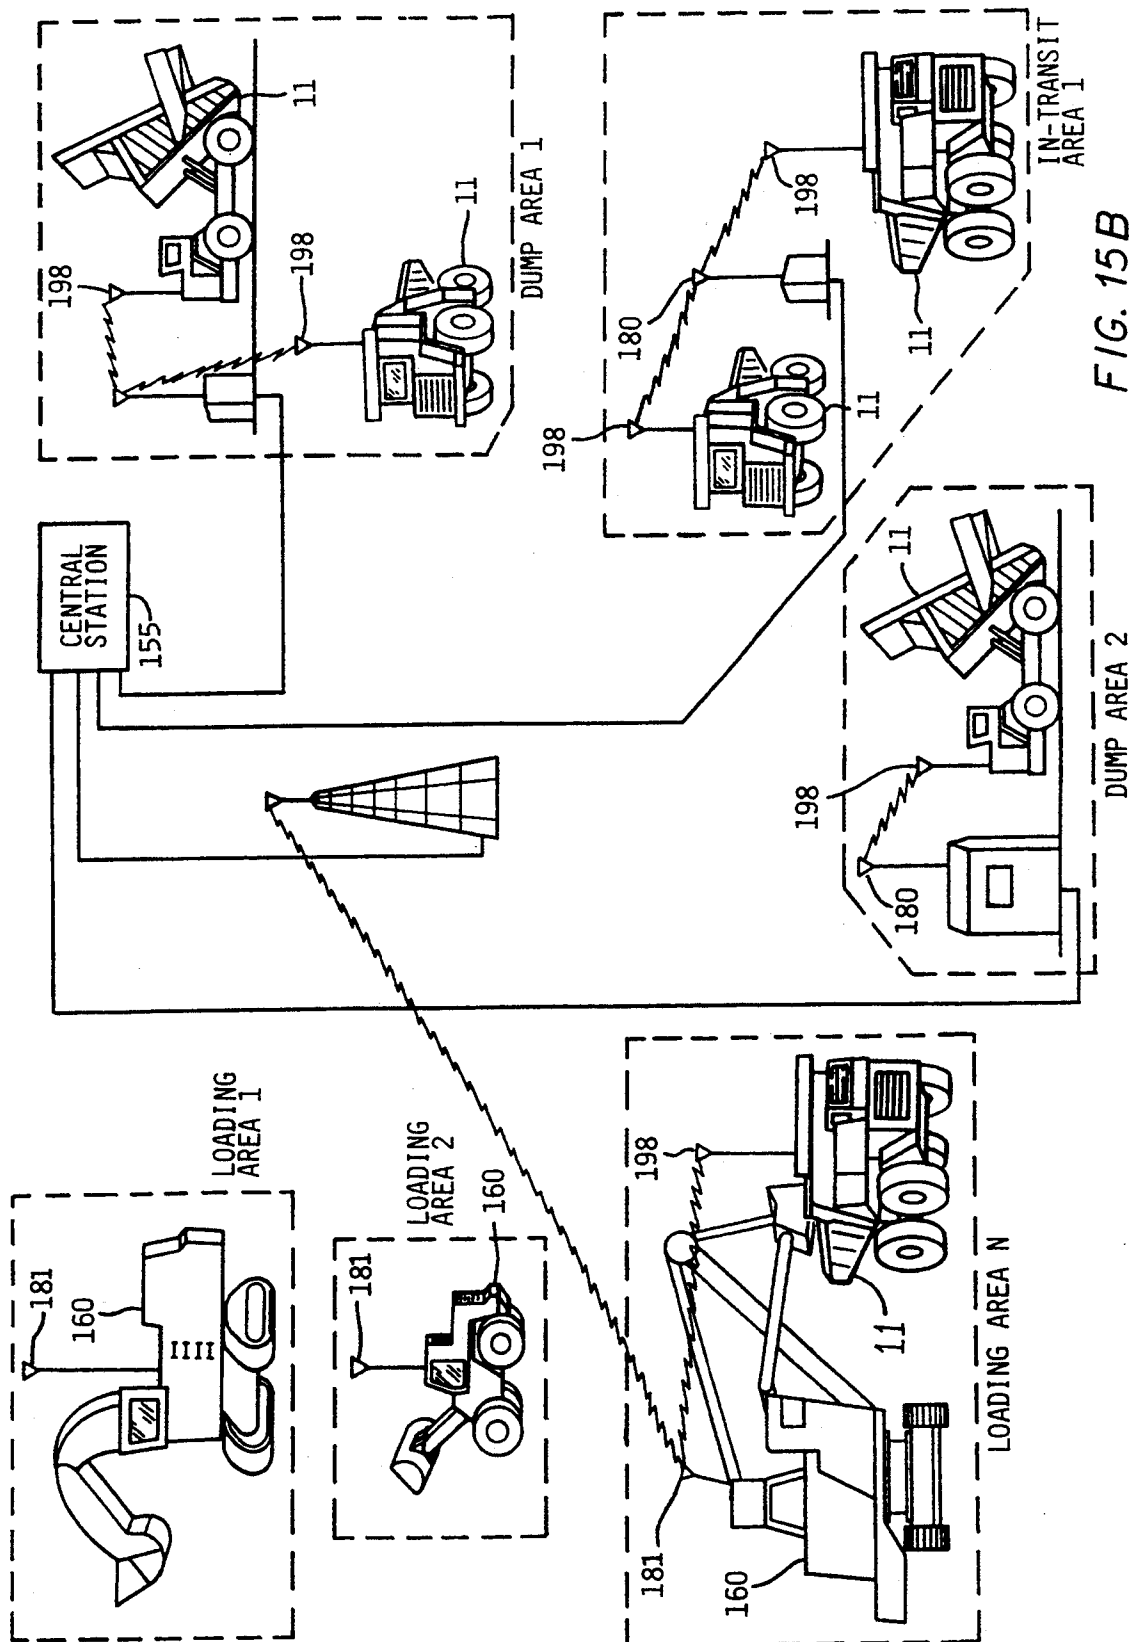 LOADING
AREA 1
181
160
LOADING
AREA 2
181
160
198
11
181
160
LOADING AREA N
CENTRAL
STATION
155
198
11
198
11
DUMP AREA 1
198
180
11
198
11
IN-TRANSIT
AREA 1
11
198
180
DUMP AREA 2
FIG. 15B